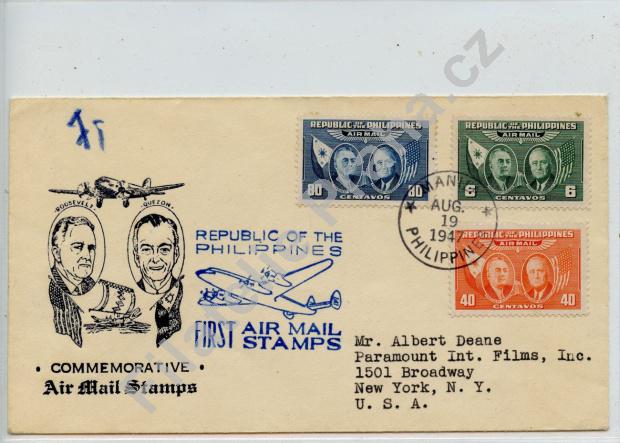 REPUBLIC OF THE PHILIPPINES
AIR MAIL
80 80
CENTAVOS
REPUBLIC OF THE PHILIPPINES
AIR MAIL
6 6
CENTAVOS
MANILA
AUG.
19
1947
PHILIPPINES
REPUBLIC OF THE PHILIPPINES
AIR MAIL
40 40
CENTAVOS
ROOSEVELT QUEZON
REPUBLIC OF THE
PHILIPPINES
FIRST AIR MAIL
STAMPS
• COMMEMORATIVE •
Air Mail Stamps
Mr. Albert Deane
Paramount Int. Films, Inc.
1501 Broadway
New York, N. Y.
U. S. A.